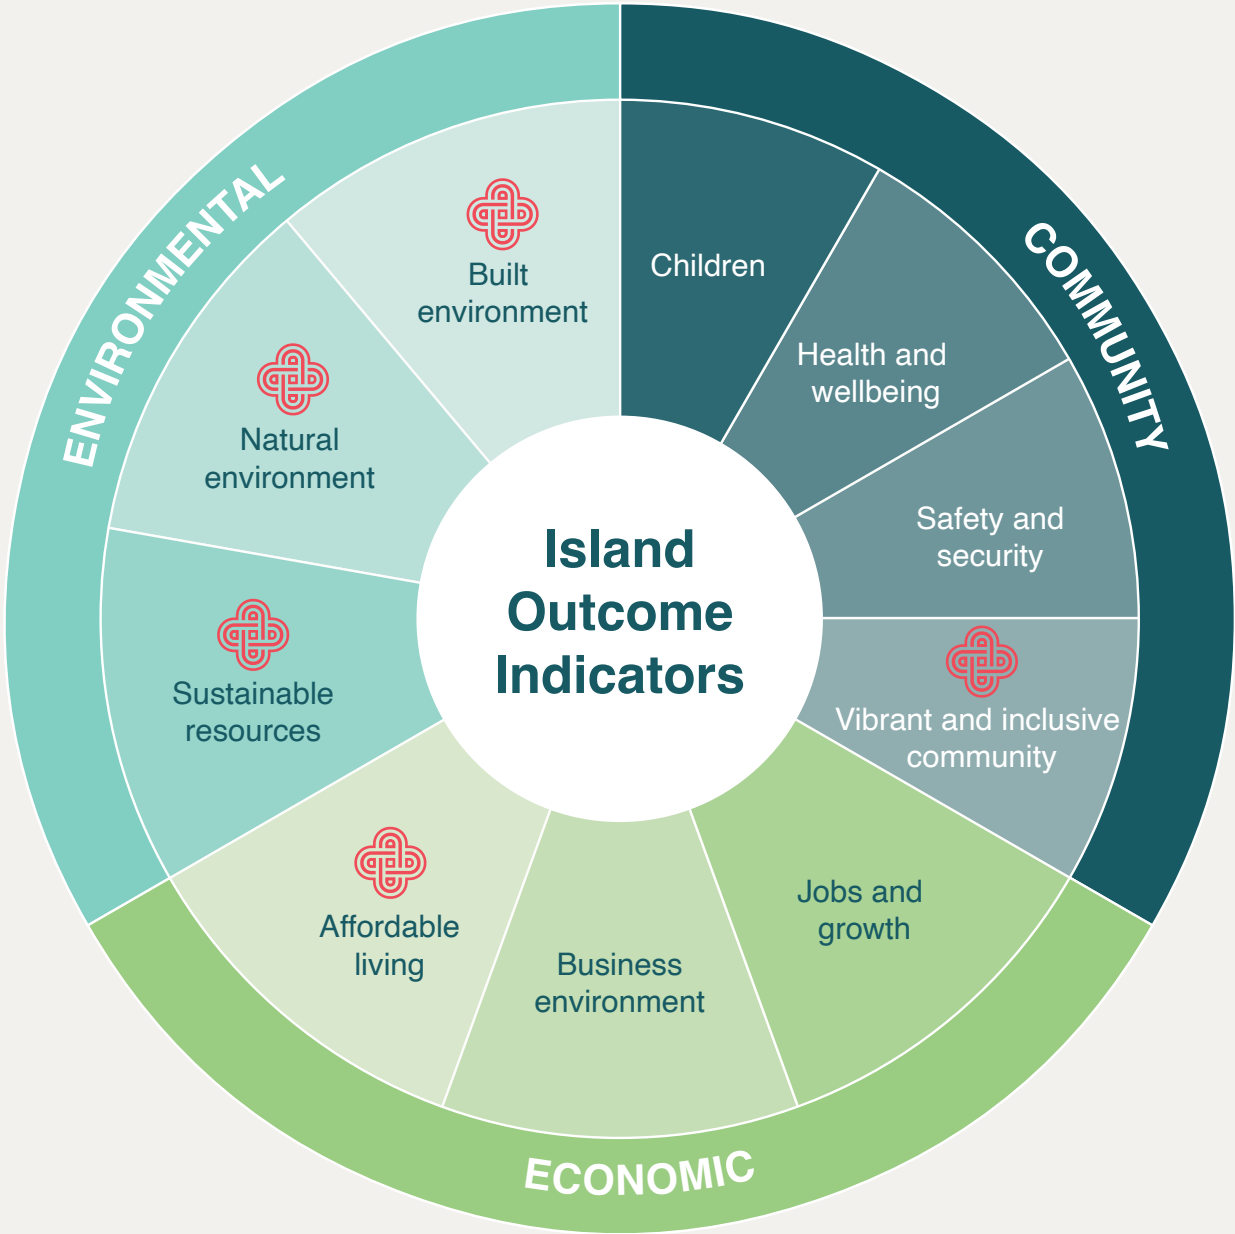 Island
Outcome
Indicators
COMMUNITY
Children
Health and
wellbeing
Safety and
security
Vibrant and inclusive
community
ECONOMIC
Jobs and
growth
Business
environment
Affordable
living
ENVIRONMENTAL
Sustainable
resources
Natural
environment
Built
environment